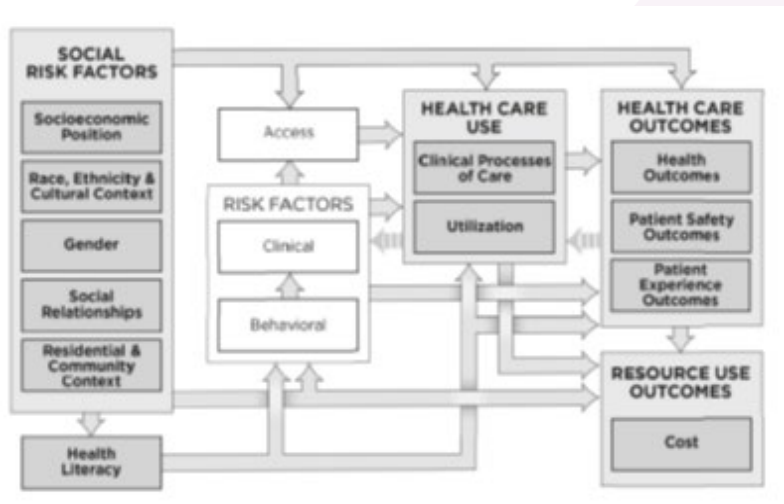 SOCIAL
RISK FACTORS
Socioeconomic
Position
Race, Ethnicity &
Cultural Context
Gender
Social
Relationships
Residential &
Community
Context
Health
Literacy
Access
RISK FACTORS
Clinical
Behavioral
HEALTH CARE
USE
Clinical Processes
of Care
Utilization
HEALTH CARE
OUTCOMES
Health
Outcomes
Patient Safety
Outcomes
Patient
Experience
Outcomes
RESOURCE USE
OUTCOMES
Cost